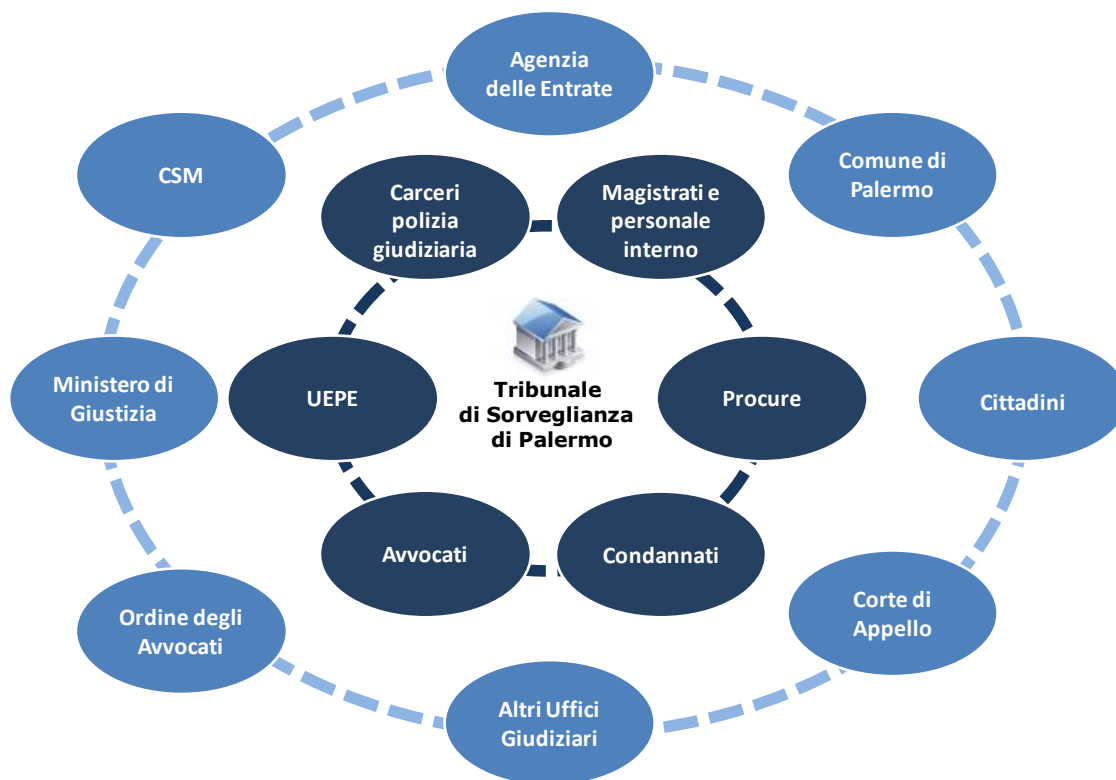 Agenzia
delle Entrate
CSM
Comune di
Palermo
Carceri
polizia
giudiziaria
Magistrati e
personale
interno
Ministero di
Giustizia
UEPE
Tribunale
di Sorveglianza
di Palermo
Procure
Cittadini
Avvocati
Condannati
Ordine degli
Avvocati
Corte di
Appello
Altri Uffici
Giudiziari